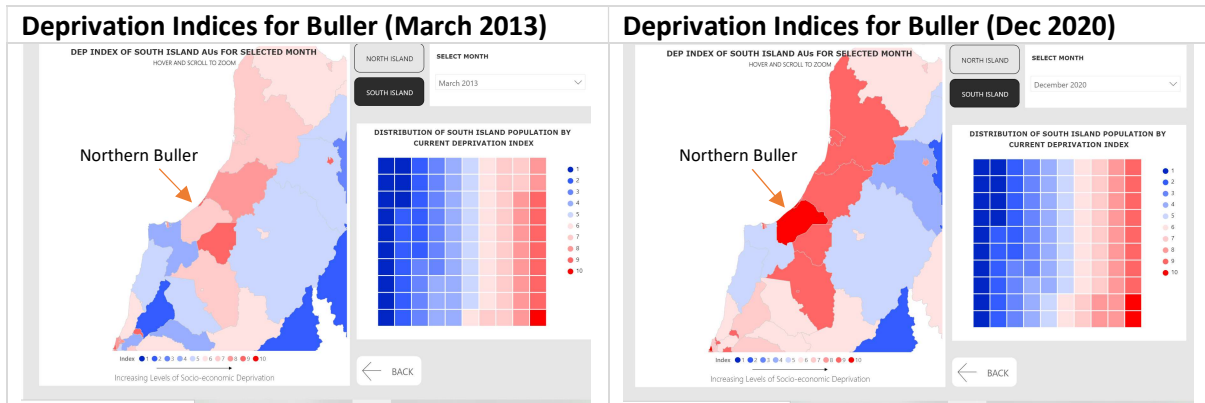 Deprivation Indices for Buller (March 2013)
DEP INDEX OF SOUTH ISLAND AUs FOR SELECTED MONTH
HOVER AND SCROLL TO ZOOM
Northern Buller
Index 1 2 3 4 5 6 7 8 9 10
Increasing Levels of Socio-economic Deprivation
NORTH ISLAND
SOUTH ISLAND
SELECT MONTH
March 2013
DISTRIBUTION OF SOUTH ISLAND POPULATION BY
CURRENT DEPRIVATION INDEX
1
2
3
4
5
6
7
8
9
10
BACK
Deprivation Indices for Buller (Dec 2020)
DEP INDEX OF SOUTH ISLAND AUs FOR SELECTED MONTH
HOVER AND SCROLL TO ZOOM
Northern Buller
Index 1 2 3 4 5 6 7 8 9 10
Increasing Levels of Socio-economic Deprivation
NORTH ISLAND
SOUTH ISLAND
SELECT MONTH
December 2020
DISTRIBUTION OF SOUTH ISLAND POPULATION BY
CURRENT DEPRIVATION INDEX
1
2
3
4
5
6
7
8
9
10
BACK